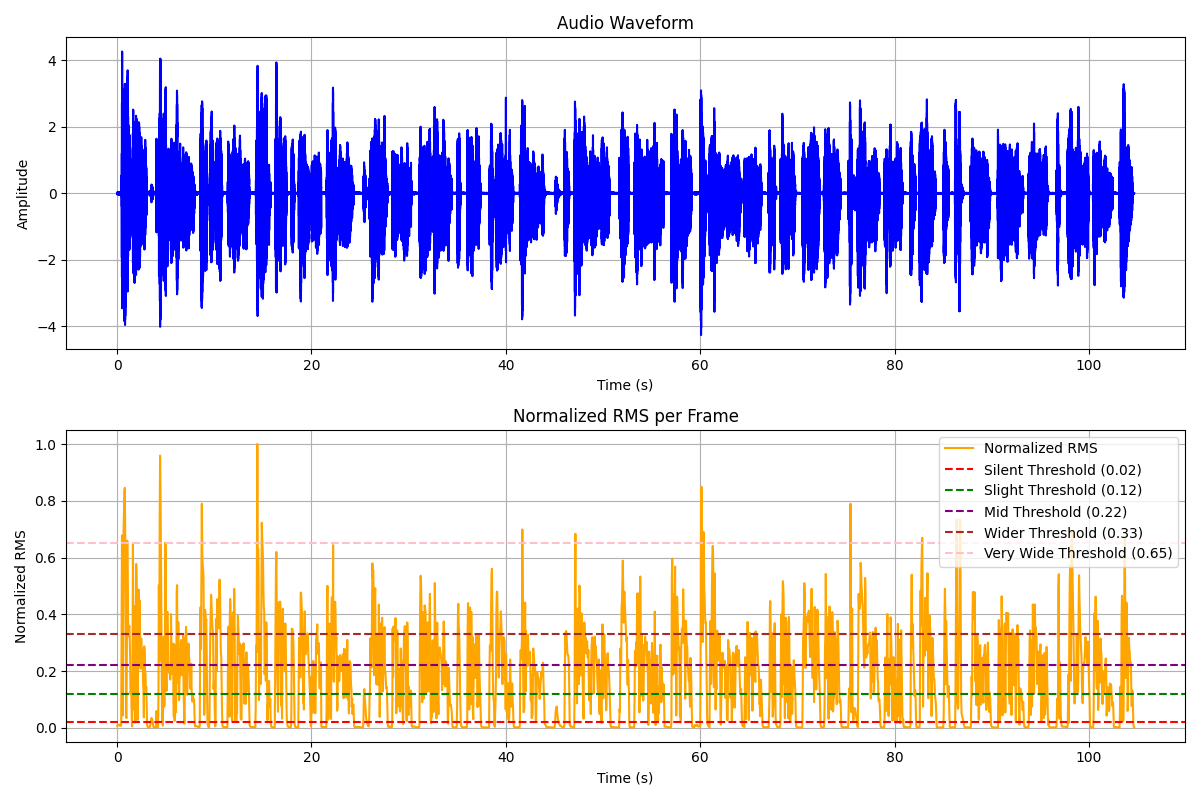 Audio Waveform
4
2
0
−2
−4
Amplitude
0 20 40 60 80 100
Time (s)
Normalized RMS per Frame
1.0
0.8
0.6
0.4
0.2
0.0
Normalized RMS
Normalized RMS
Silent Threshold (0.02)
Slight Threshold (0.12)
Mid Threshold (0.22)
Wider Threshold (0.33)
Very Wide Threshold (0.65)
0 20 40 60 80 100
Time (s)